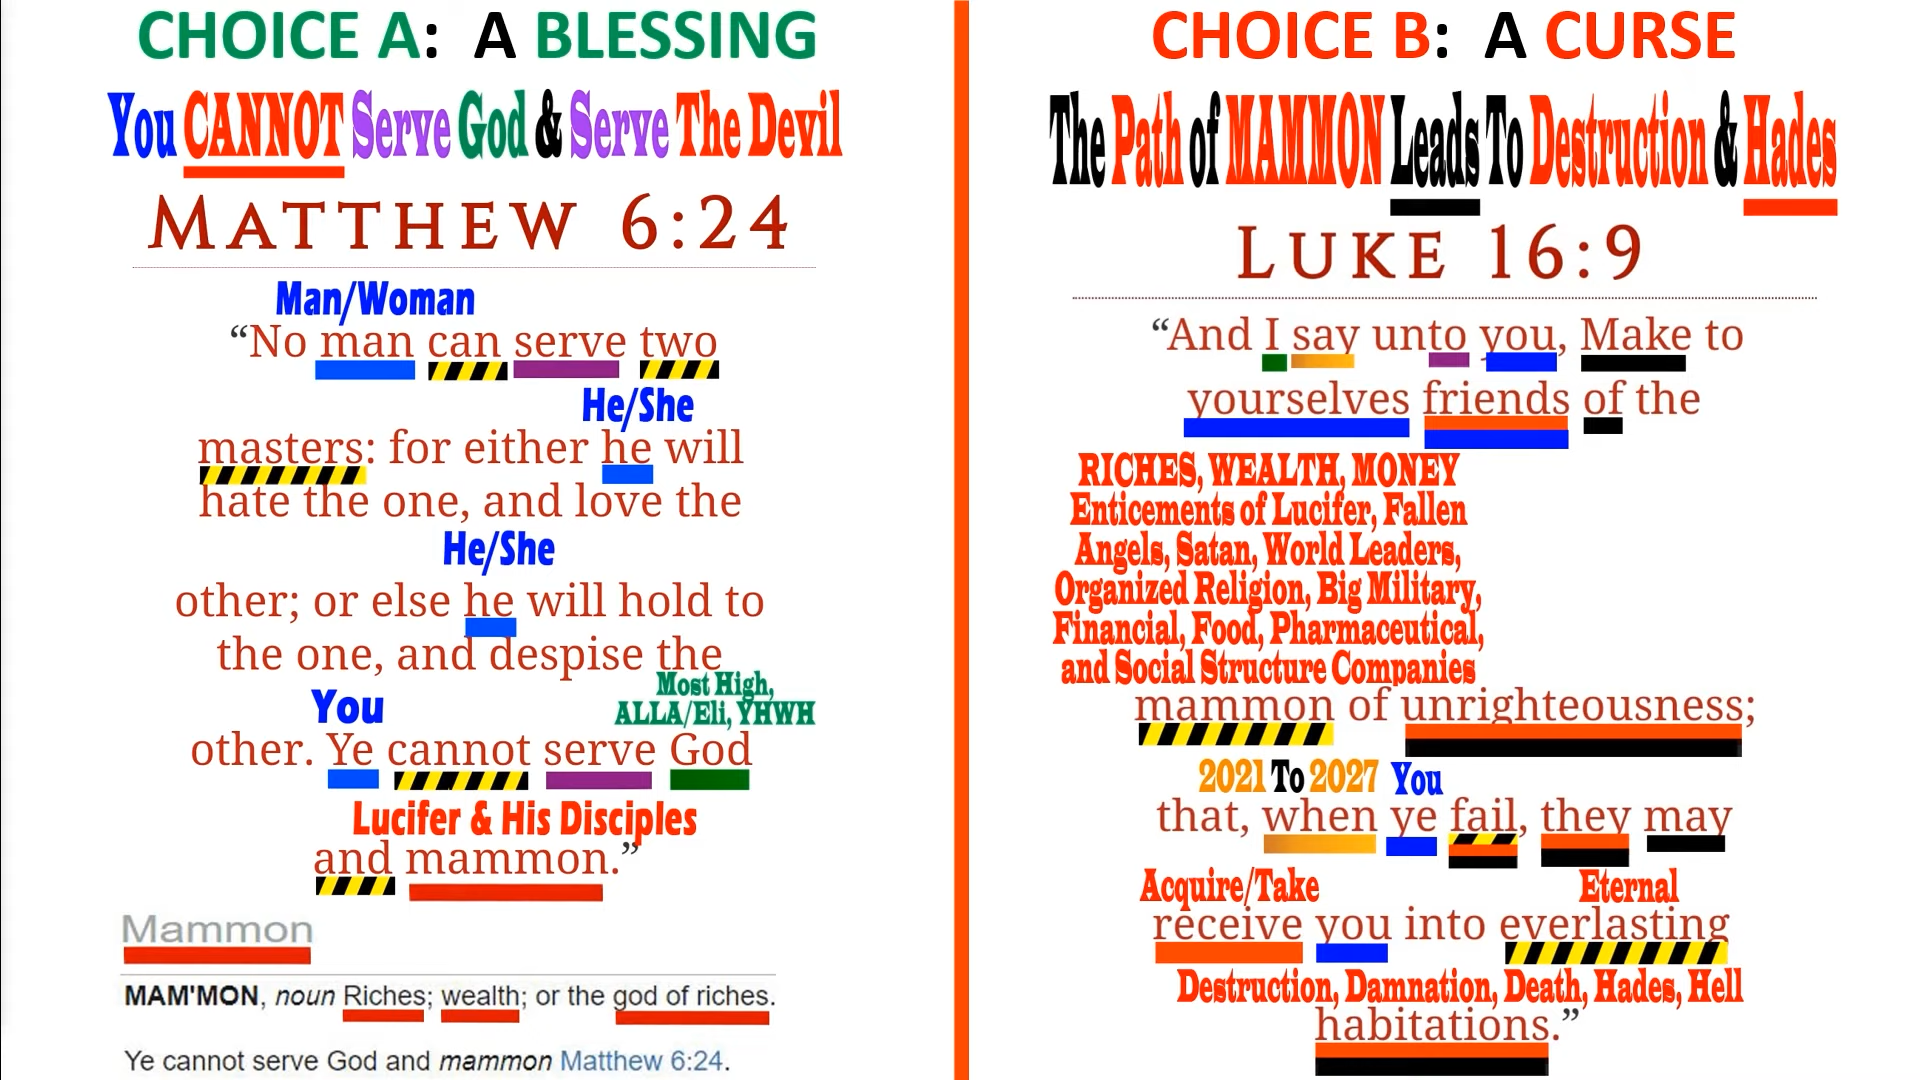 CHOICE A: A BLESSING
You CANNOT Serve God & Serve The Devil
MATTHEW 6:24
Man/Woman
“No man can serve two
He/She
masters: for either he will
hate the one, and love the
He/She
other; or else he will hold to
the one, and despise the
Most High,
You ALLA/Eli, YHWH
other. Ye cannot serve God
Lucifer & His Disciples
and mammon.”
Mammon
MAM'MON, noun Riches; wealth; or the god of riches.
Ye cannot serve God and mammon Matthew 6:24.
CHOICE B: A CURSE
The Path of MAMMON Leads To Destruction & Hades
LUKE 16:9
“And I say unto you, Make to
yourselves friends of the
RICHES, WEALTH, MONEY
Enticements of Lucifer, Fallen
Angels, Satan, World Leaders,
Organized Religion, Big Military,
Financial, Food, Pharmaceutical,
and Social Structure Companies
mammon of unrighteousness;
2021 To 2027 You
that, when ye fail, they may
Acquire/Take Eternal
receive you into everlasting
Destruction, Damnation, Death, Hades, Hell
habitations.”